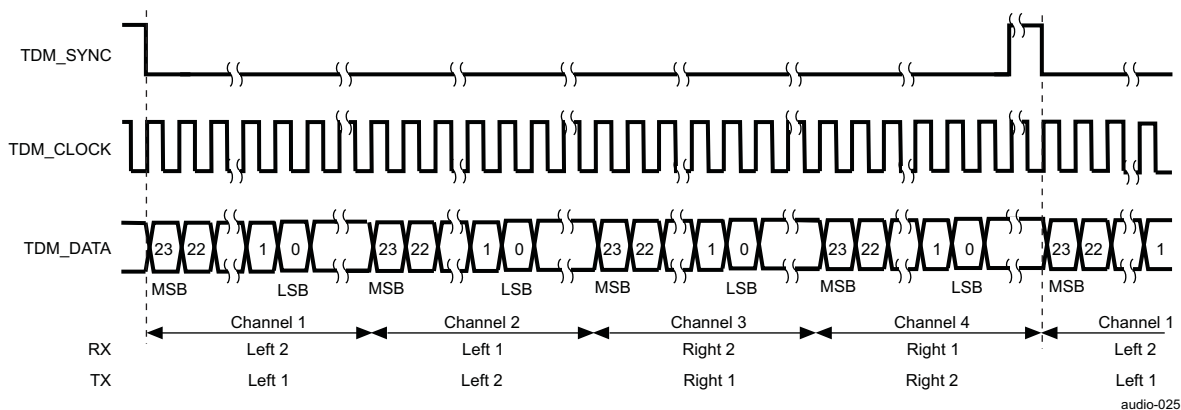 TDM_SYNC
TDM_CLOCK
TDM_DATA 23 22 1 0 23 22 1 0 23 22 1 0 23 22 1 0 23 22 1
MSB LSB MSB LSB MSB LSB MSB LSB MSB
Channel 1 Channel 2 Channel 3 Channel 4 Channel 1
RX Left 2 Left 1 Right 2 Right 1 Left 2
TX Left 1 Left 2 Right 1 Right 2 Left 1
audio-025